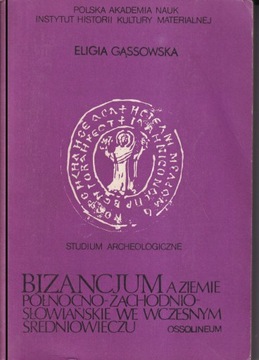 POLSKA AKADEMIA NAUK
INSTYTUT HISTORII KULTURY MATERIALNEJ
ELIGIA GĄSSOWSKA
STUDIUM ARCHEOLOGICZNE
BIZANCJUM A ZIEMIE
PÓŁNOCNO-ZACHODNIO-
SŁOWIAŃSKIE WE WCZESNYM
ŚREDNIOWIECZU
OSSOLINEUM